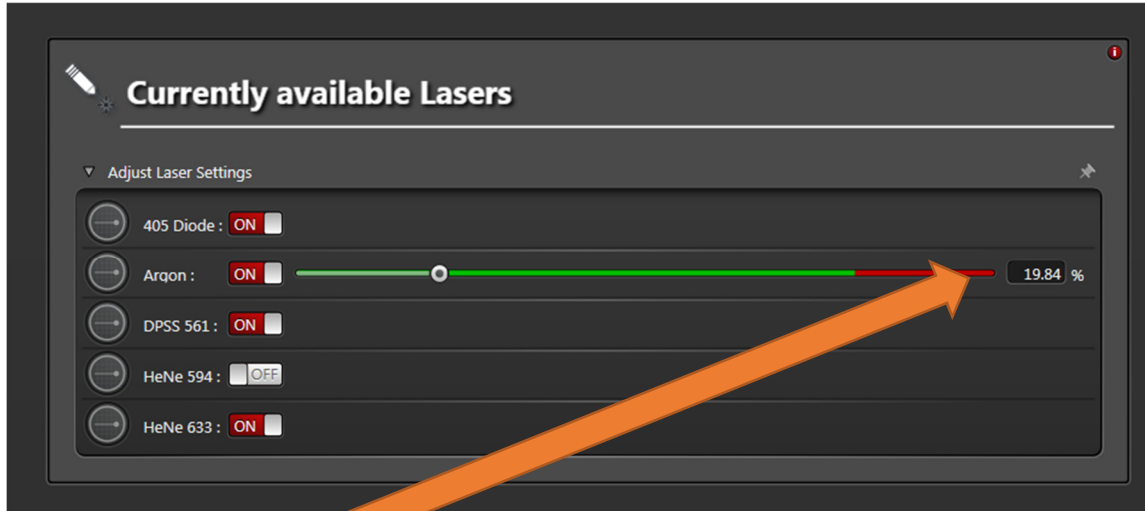 Currently available Lasers
Adjust Laser Settings
405 Diode : ON
Argon : ON 19.84 %
DPSS 561 : ON
HeNe 594 : OFF
HeNe 633 : ON